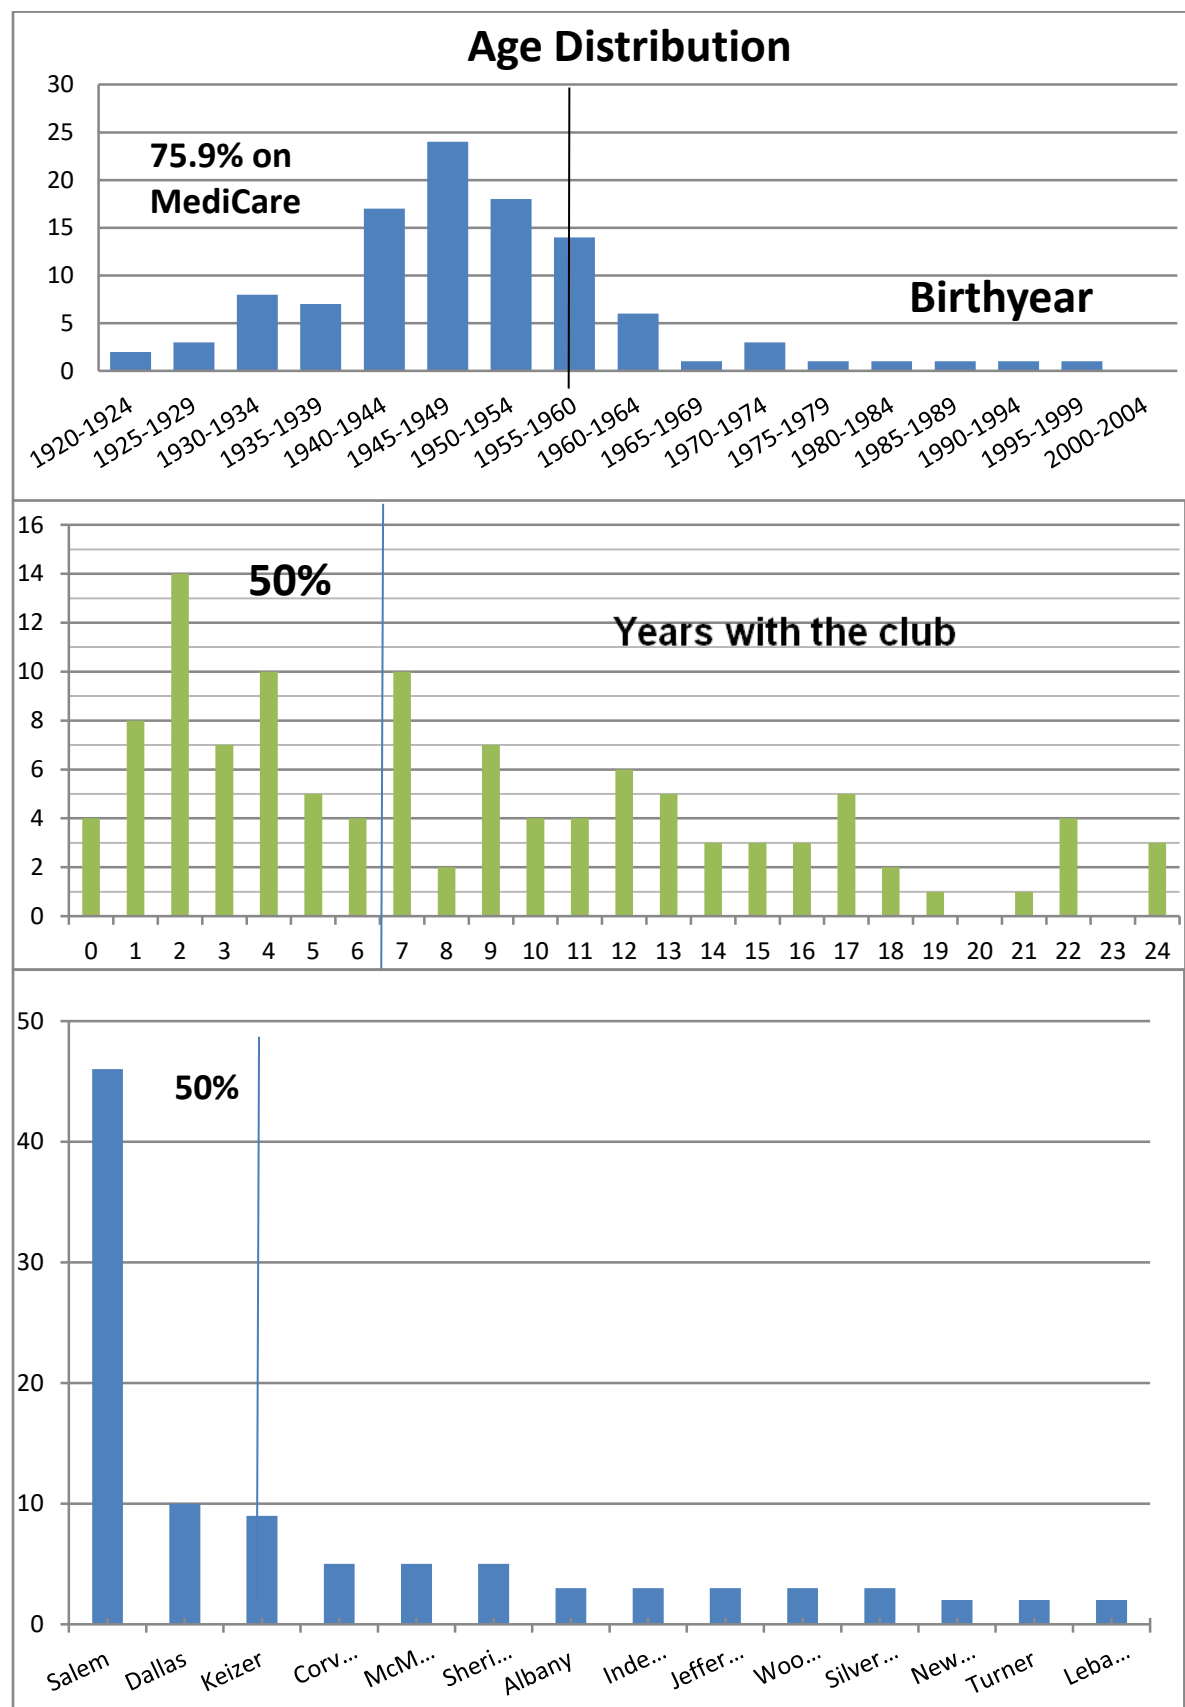 Age Distribution
30
25
20
15
10
5
0
75.9% on
MediCare
Birthyear
1920-1924
1925-1929
1930-1934
1935-1939
1940-1944
1945-1949
1950-1954
1955-1960
1960-1964
1965-1969
1970-1974
1975-1979
1980-1984
1985-1989
1990-1994
1995-1999
2000-2004
16
14
12
10
8
6
4
2
0
50%
Years with the club
0 1 2 3 4 5 6 7 8 9 10 11 12 13 14 15 16 17 18 19 20 21 22 23 24
50
40
30
20
10
0
50%
Salem
Dallas
Keizer
Corv...
McM...
Sheri...
Albany
Inde...
Jeffer...
Woo...
Silver...
New...
Turner
Leba...